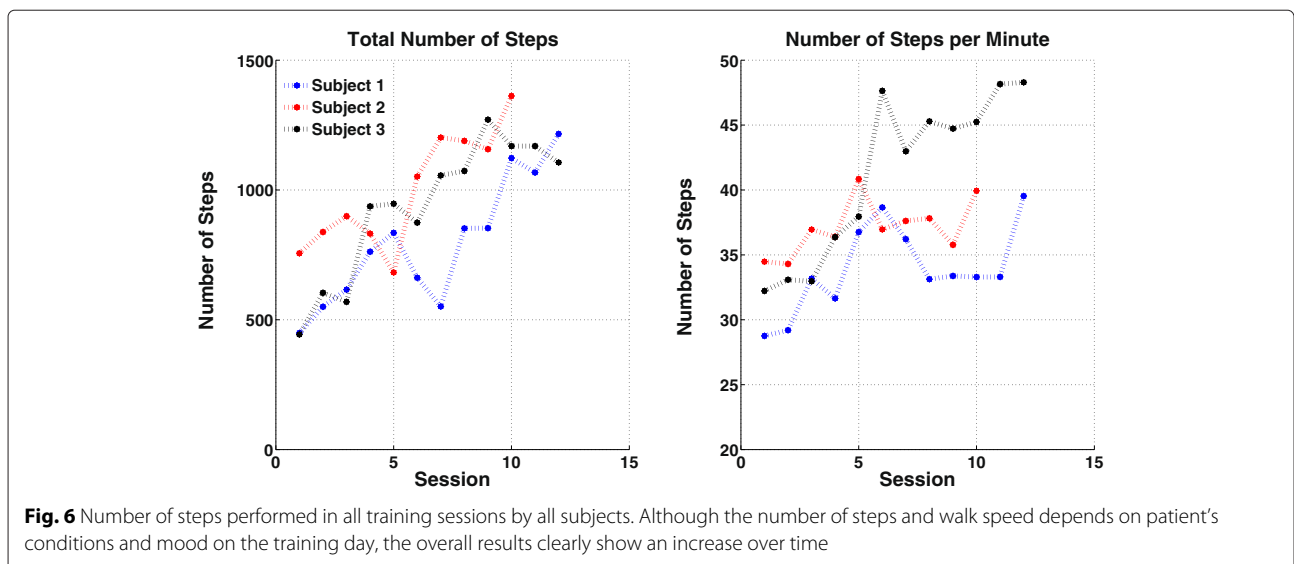 Total Number of Steps
1500
1000
500
0
0
5
10
15
Number of Steps
Session
Subject 1
Subject 2
Subject 3
Number of Steps per Minute
50
45
40
35
30
25
20
0
5
10
15
Number of Steps
Session
Fig. 6 Number of steps performed in all training sessions by all subjects. Although the number of steps and walk speed depends on patient's
conditions and mood on the training day, the overall results clearly show an increase over time